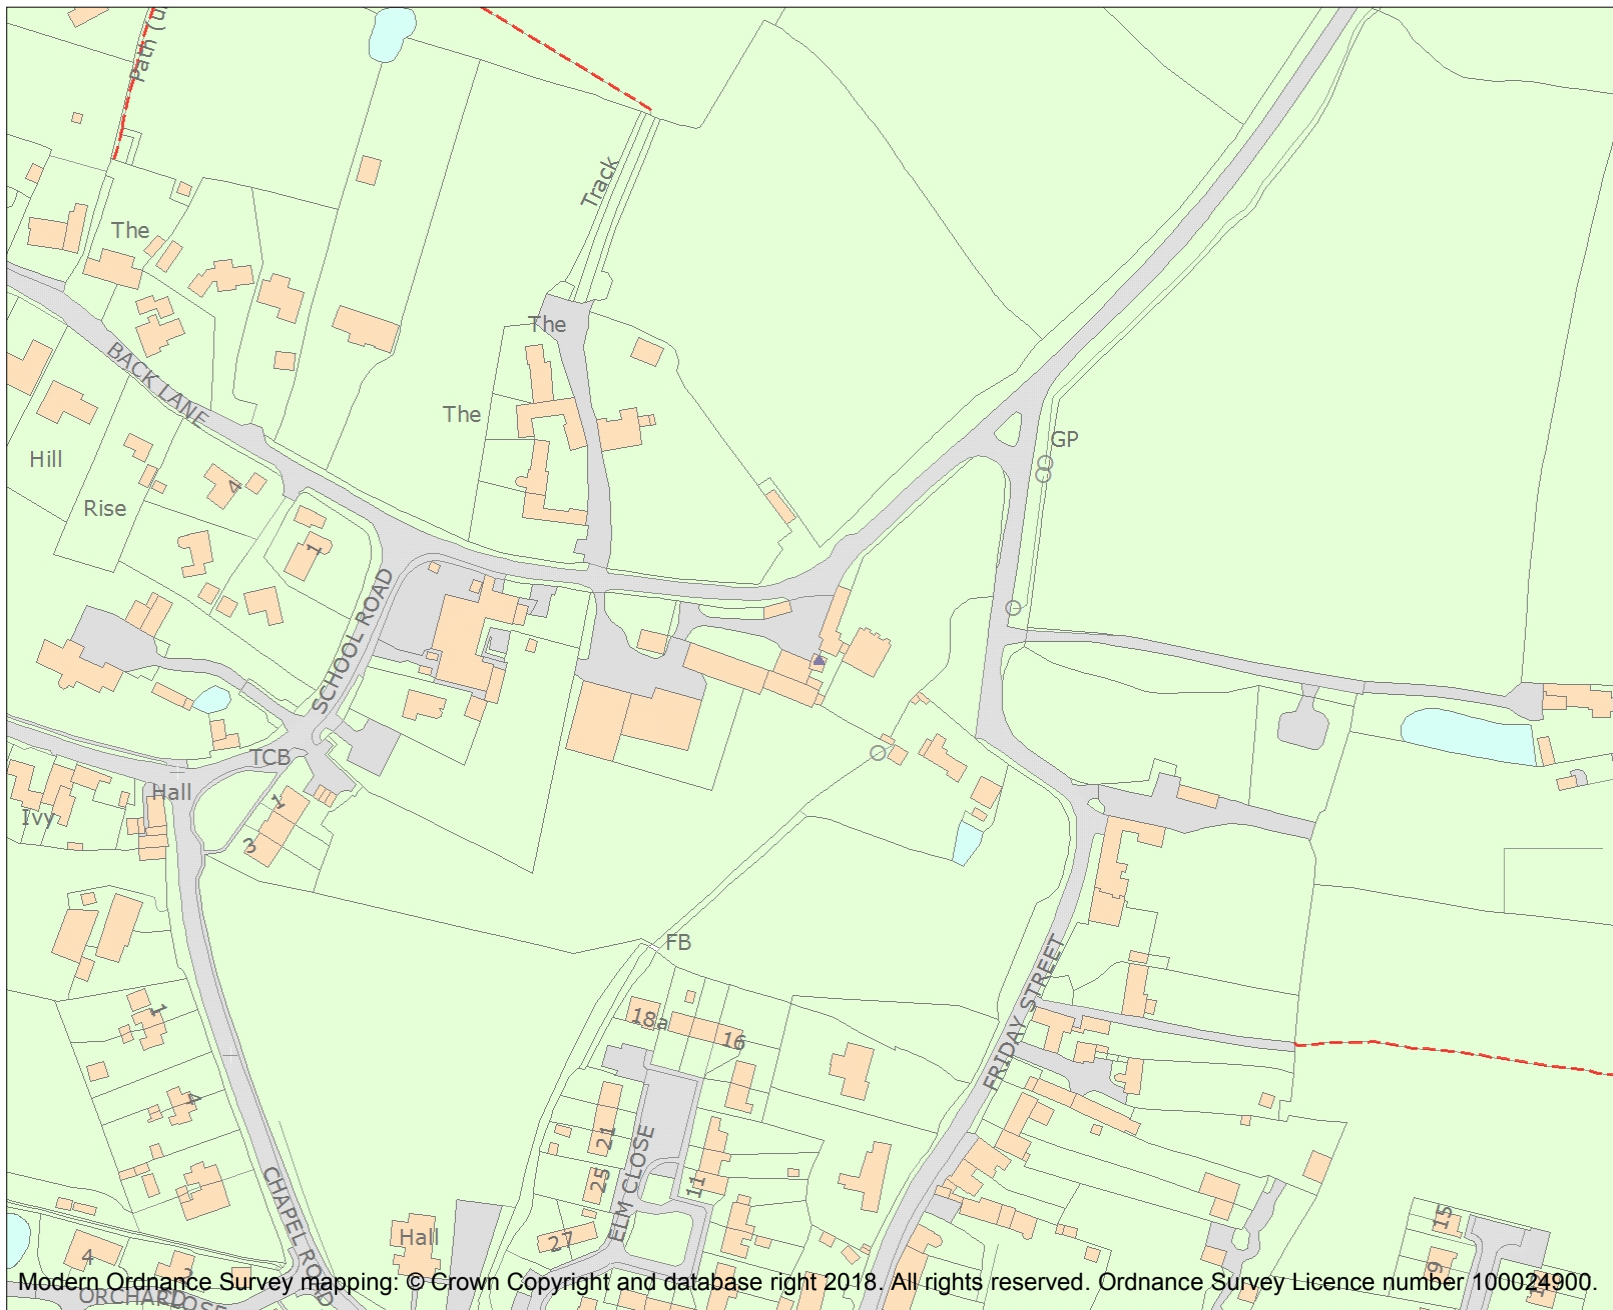 Path (u
The
Track
The
BACK LANE
The
GP
Hill
4
Rise
1
SCHOOL ROAD
TCB
Hall
Ivy
1
3
FB
FRIDAY STREET
1
18a
16
4
21
ELM CLOSE
25
11
CHAPEL ROAD
27
Hall
15
4
2
9
Modern Ordnance Survey mapping: © Crown Copyright and database right 2018. All rights reserved. Ordnance Survey Licence number 100024900.